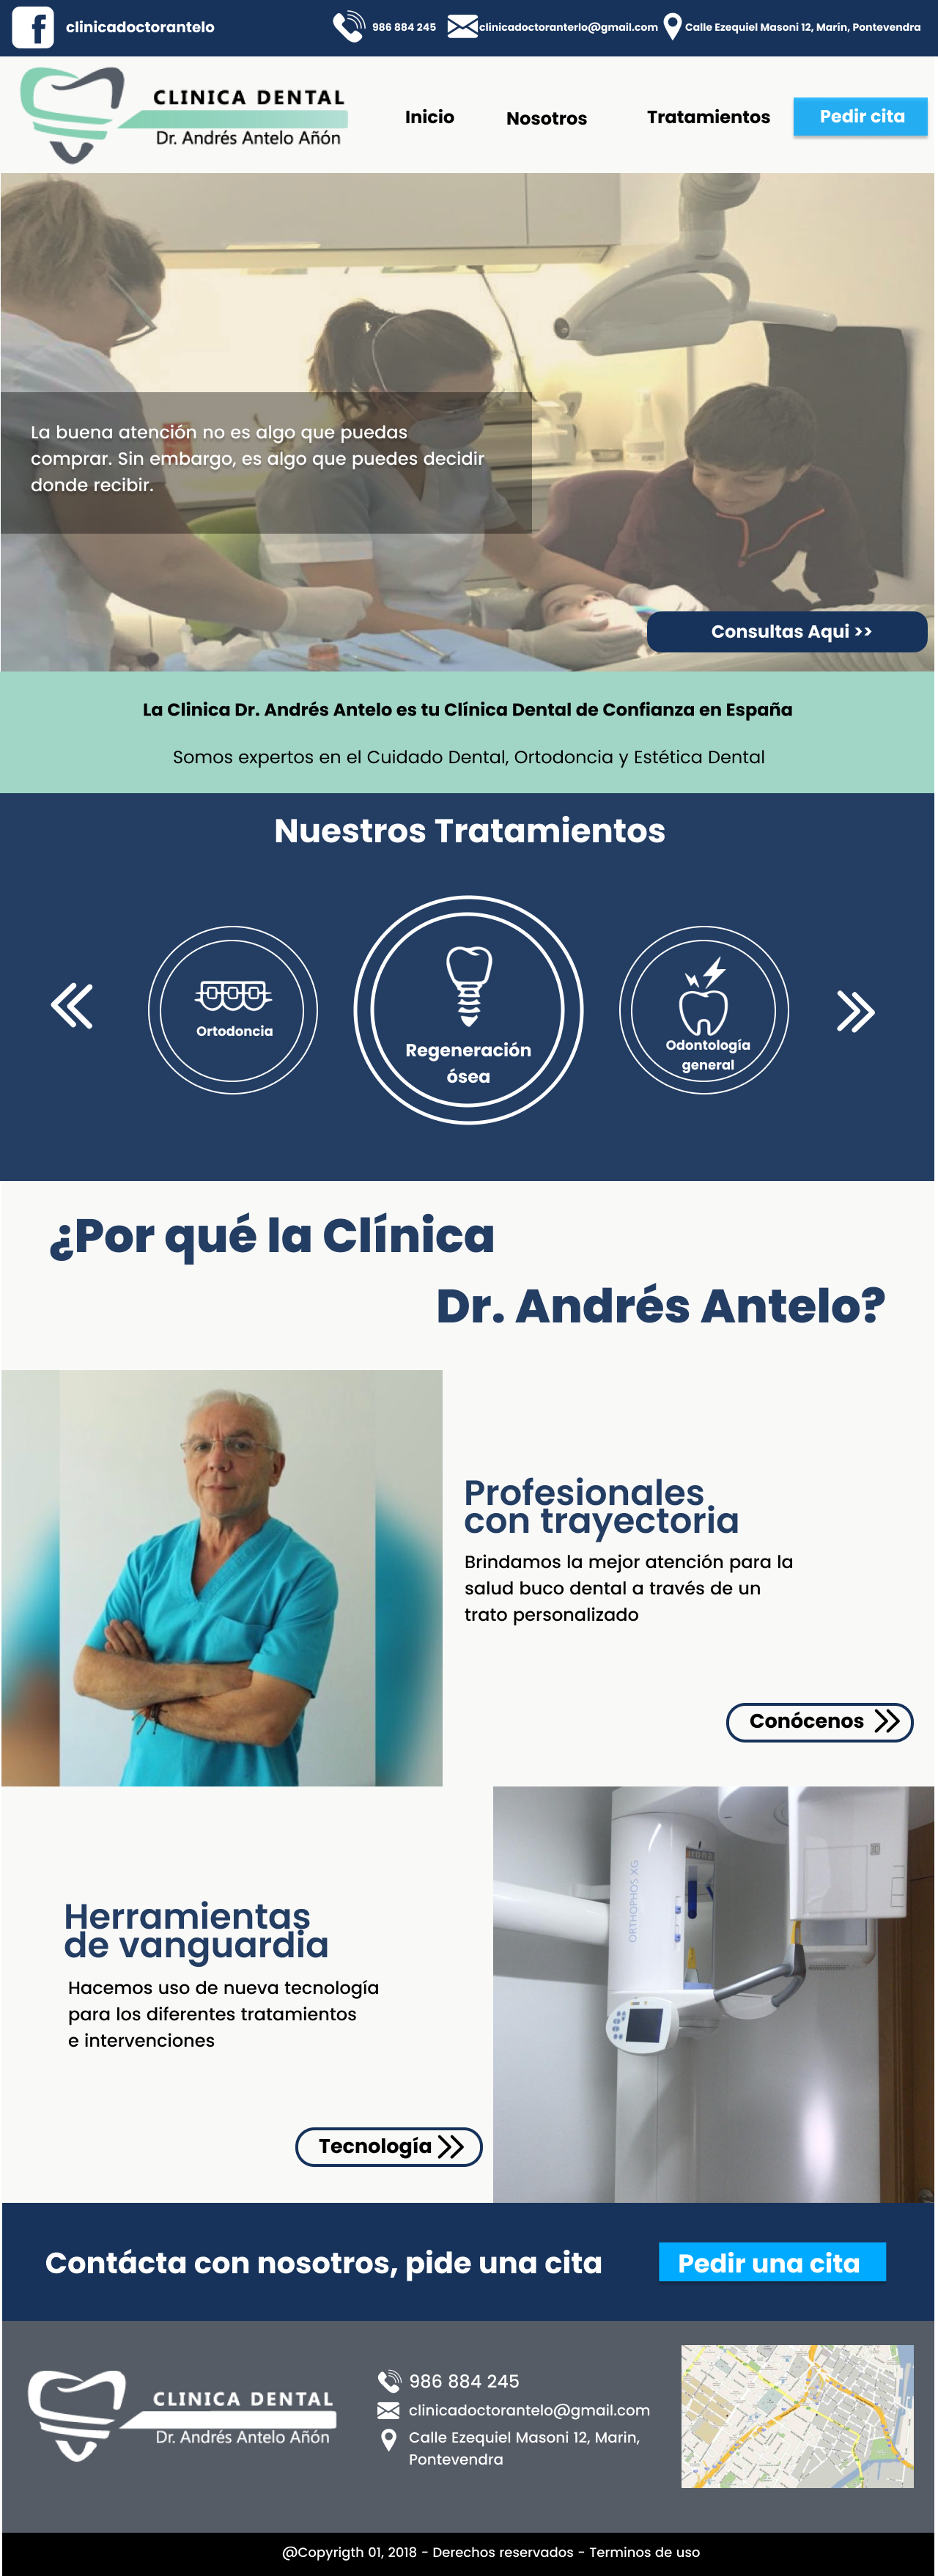 clinicadoctorantelo
986 884 245
clinicadoctoranterlo@gmail.com
Calle Ezequiel Masoni 12, Marín, Pontevendra
CLINICA DENTAL
Dr. Andrés Antelo Añón
Inicio
Nosotros
Tratamientos
Pedir cita
La buena atención no es algo que puedas
comprar. Sin embargo, es algo que puedes decidir
donde recibir.
Consultas Aqui >>
La Clinica Dr. Andrés Antelo es tu Clínica Dental de Confianza en España
Somos expertos en el Cuidado Dental, Ortodoncia y Estética Dental
Nuestros Tratamientos
Ortodoncia
Regeneración
ósea
Odontología
general
¿Por qué la Clínica
Dr. Andrés Antelo?
Profesionales
con trayectoria
Brindamos la mejor atención para la
salud buco dental a través de un
trato personalizado
Conócenos
Herramientas
de vanguardia
Hacemos uso de nueva tecnología
para los diferentes tratamientos
e intervenciones
Tecnología
ORTHOPHOS XG
Contácta con nosotros, pide una cita
Pedir una cita
CLINICA DENTAL
Dr. Andrés Antelo Añón
986 884 245
clinicadoctorantelo@gmail.com
Calle Ezequiel Masoni 12, Marin,
Pontevendra
@Copyrigth 01, 2018 - Derechos reservados - Terminos de uso